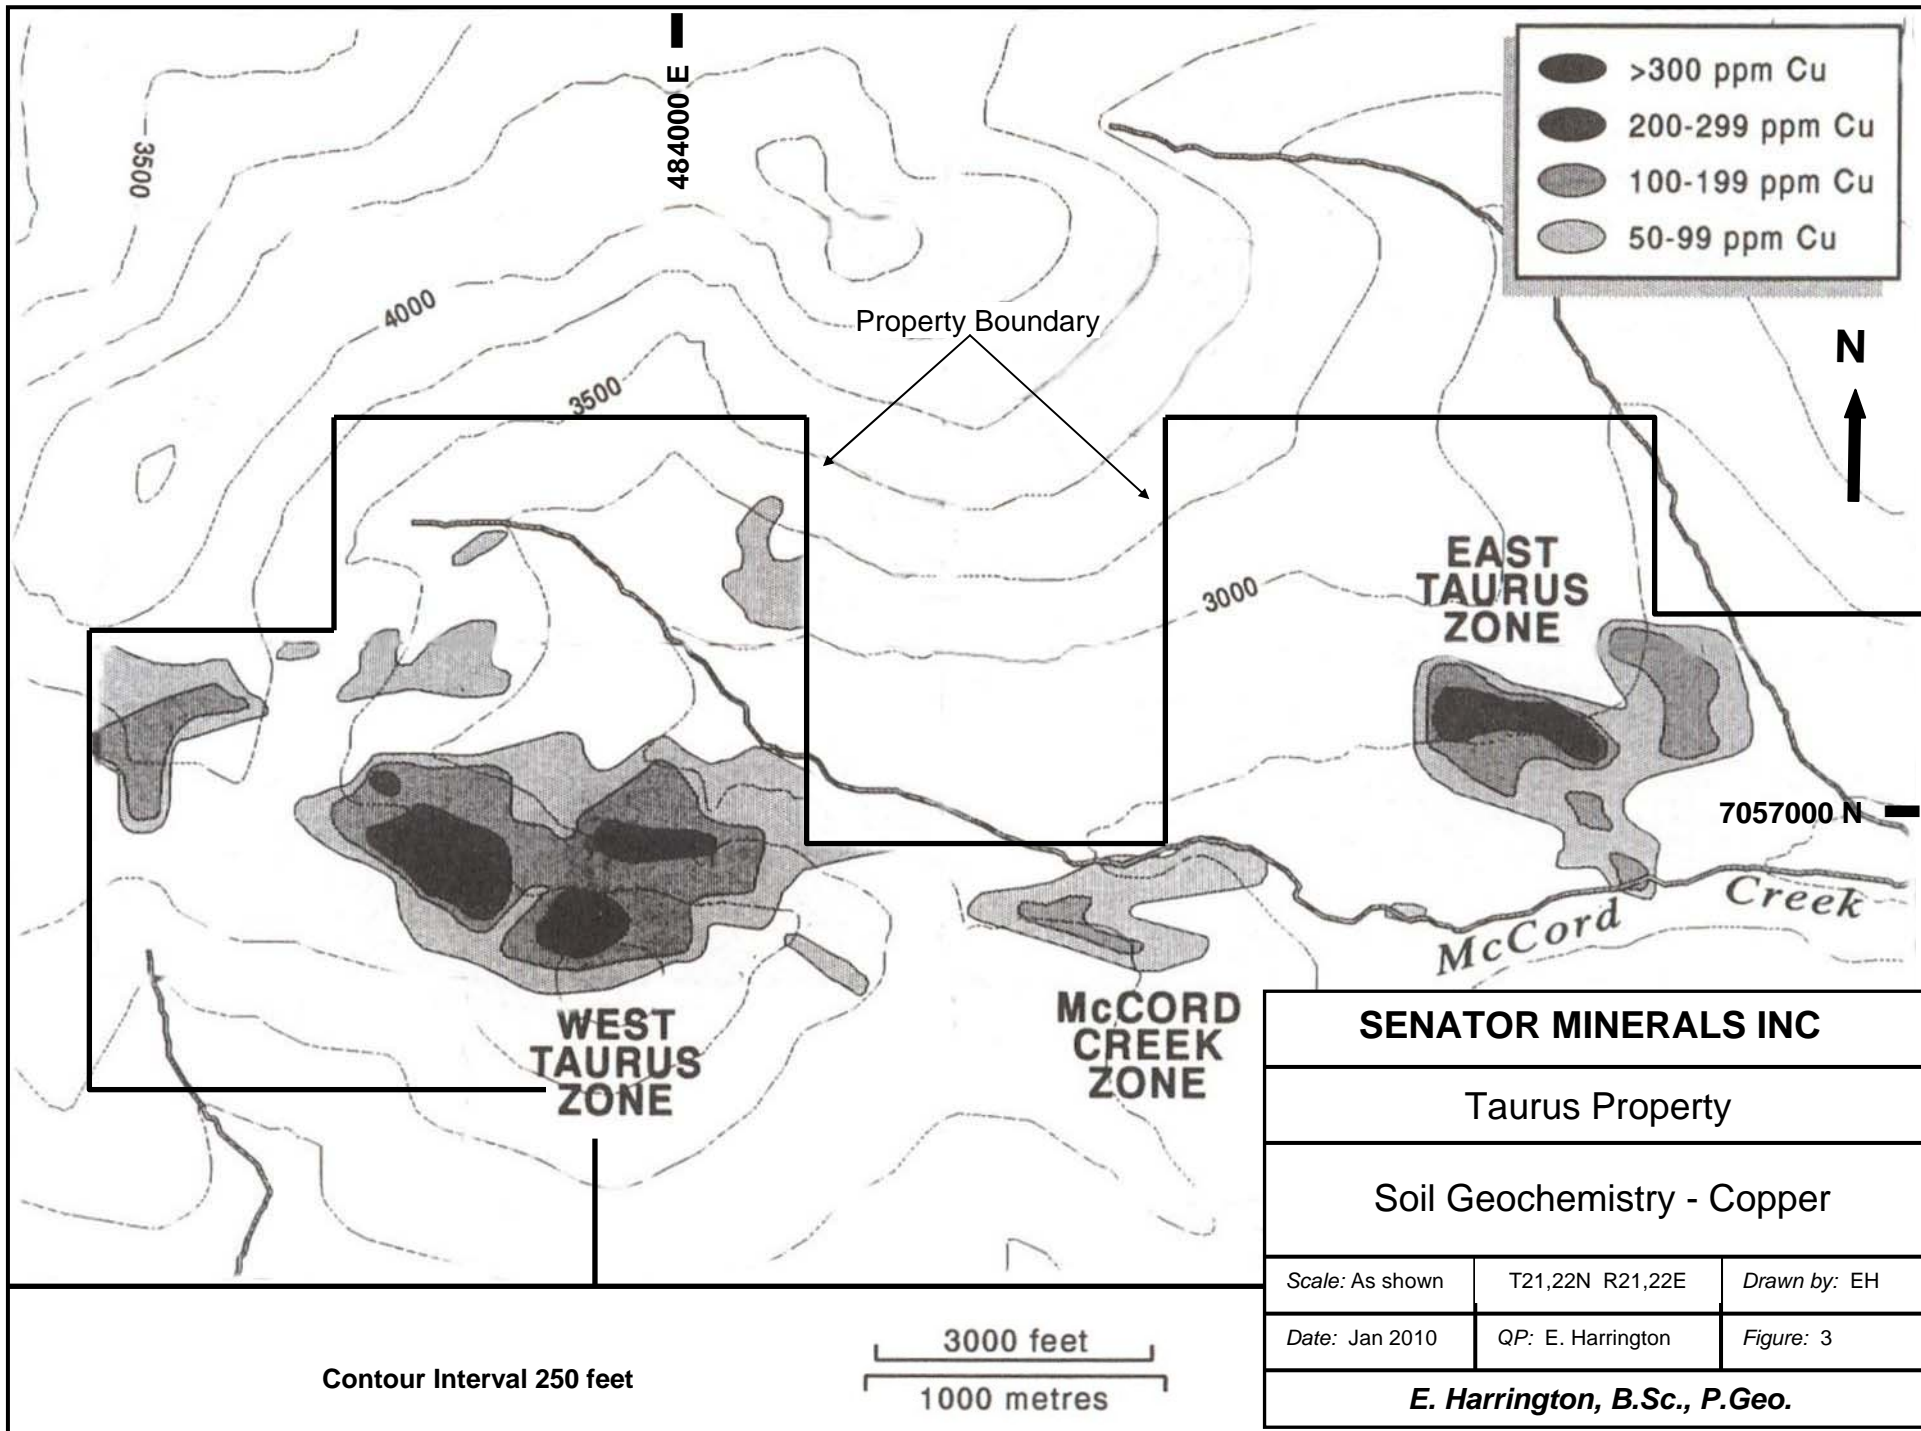 484000 E
>300 ppm Cu
200-299 ppm Cu
100-199 ppm Cu
50-99 ppm Cu
3500
4000
Property Boundary
N
3500
3000
EAST
TAURUS
ZONE
7057000 N
McCord Creek
WEST
TAURUS
ZONE
McCORD
CREEK
ZONE
SENATOR MINERALS INC
Taurus Property
Soil Geochemistry - Copper
Scale: As shown
T21,22N R21,22E
Drawn by: EH
Date: Jan 2010
QP: E. Harrington
Figure: 3
E. Harrington, B.Sc., P.Geo.
Contour Interval 250 feet
3000 feet
1000 metres